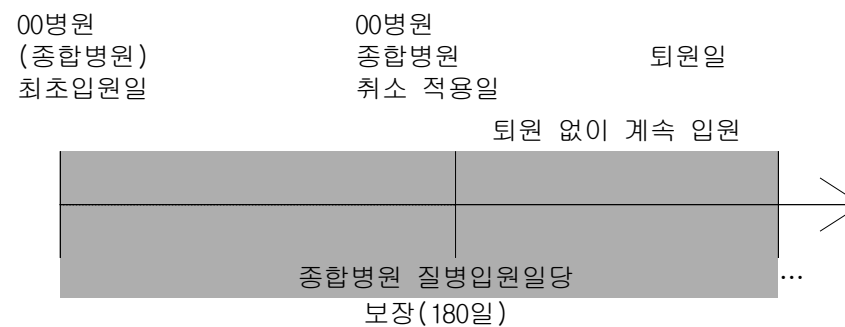 00병원
(종합병원)
최초입원일
00병원
종합병원
취소 적용일
퇴원일
퇴원 없이 계속 입원
종합병원 질병입원일당
…
보장(180일)